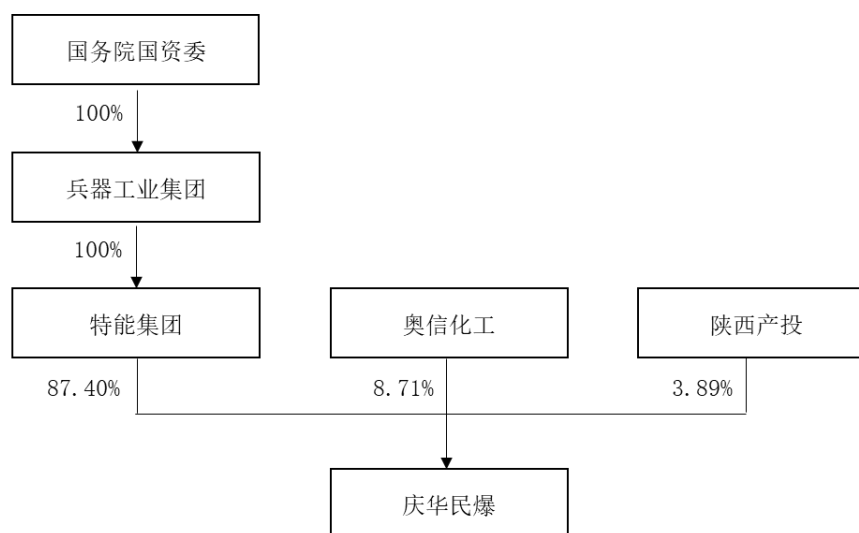 国务院国资委
100%
兵器工业集团
100%
特能集团
奥信化工
陕西产投
87.40%
8.71%
3.89%
庆华民爆